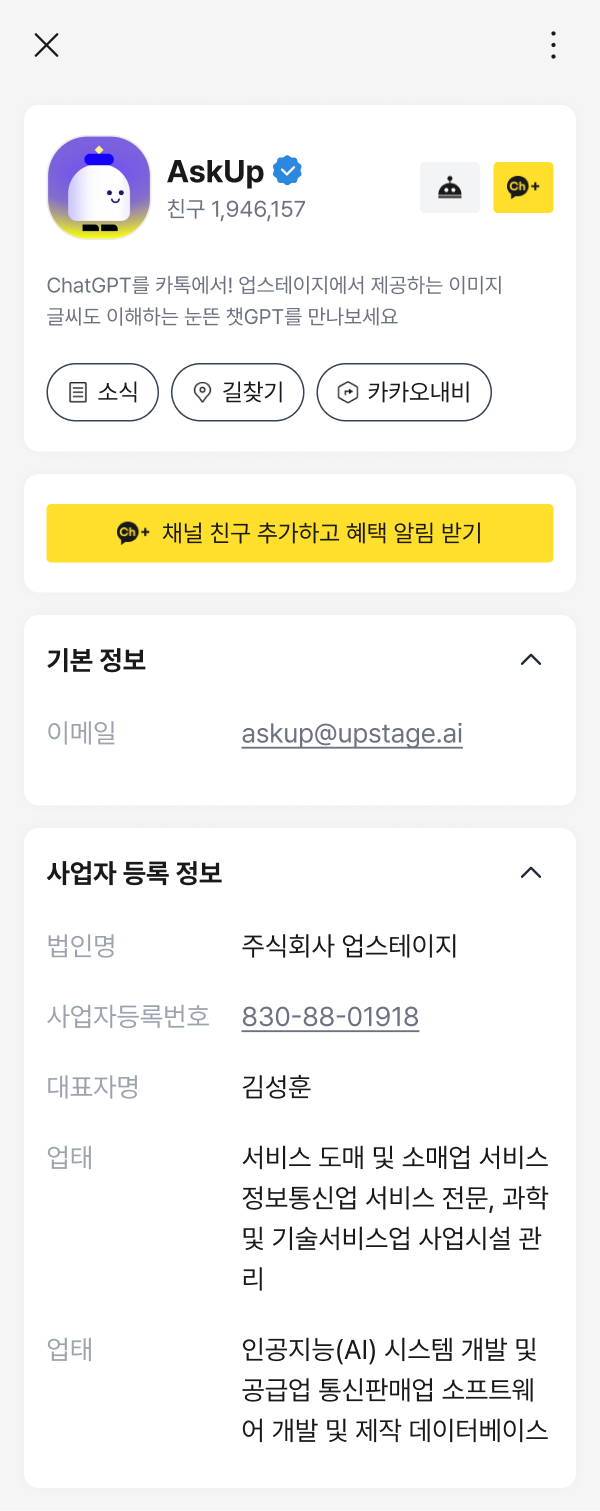 AskUp
친구 1,946,157
Ch+
ChatGPT를 카톡에서! 업스테이지에서 제공하는 이미지
글씨도 이해하는 눈뜬 챗GPT를 만나보세요
소식 길찾기 카카오내비
Ch+ 채널 친구 추가하고 혜택 알림 받기
기본 정보
이메일 askup@upstage.ai
사업자 등록 정보
법인명 주식회사 업스테이지
사업자등록번호 830-88-01918
대표자명 김성훈
업태 서비스 도매 및 소매업 서비스
정보통신업 서비스 전문, 과학
및 기술서비스업 사업시설 관
리
업태 인공지능(AI) 시스템 개발 및
공급업 통신판매업 소프트웨
어 개발 및 제작 데이터베이스